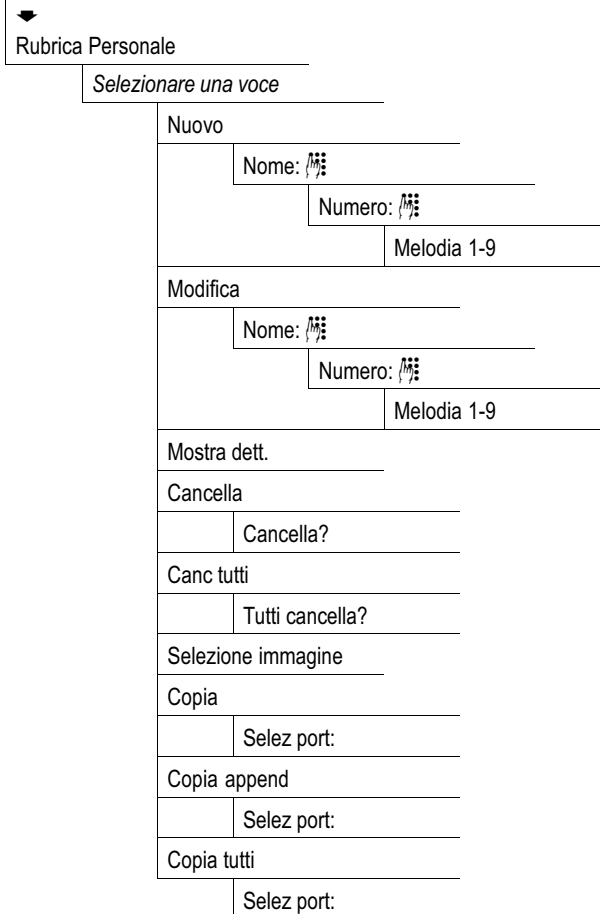 Rubrica Personale
Selezionare una voce
Nuovo
Nome:
Numero:
Melodia 1-9
Modifica
Nome:
Numero:
Melodia 1-9
Mostra dett.
Cancella
Cancella?
Canc tutti
Tutti cancella?
Selezione immagine
Copia
Selez port:
Copia append
Selez port:
Copia tutti
Selez port: